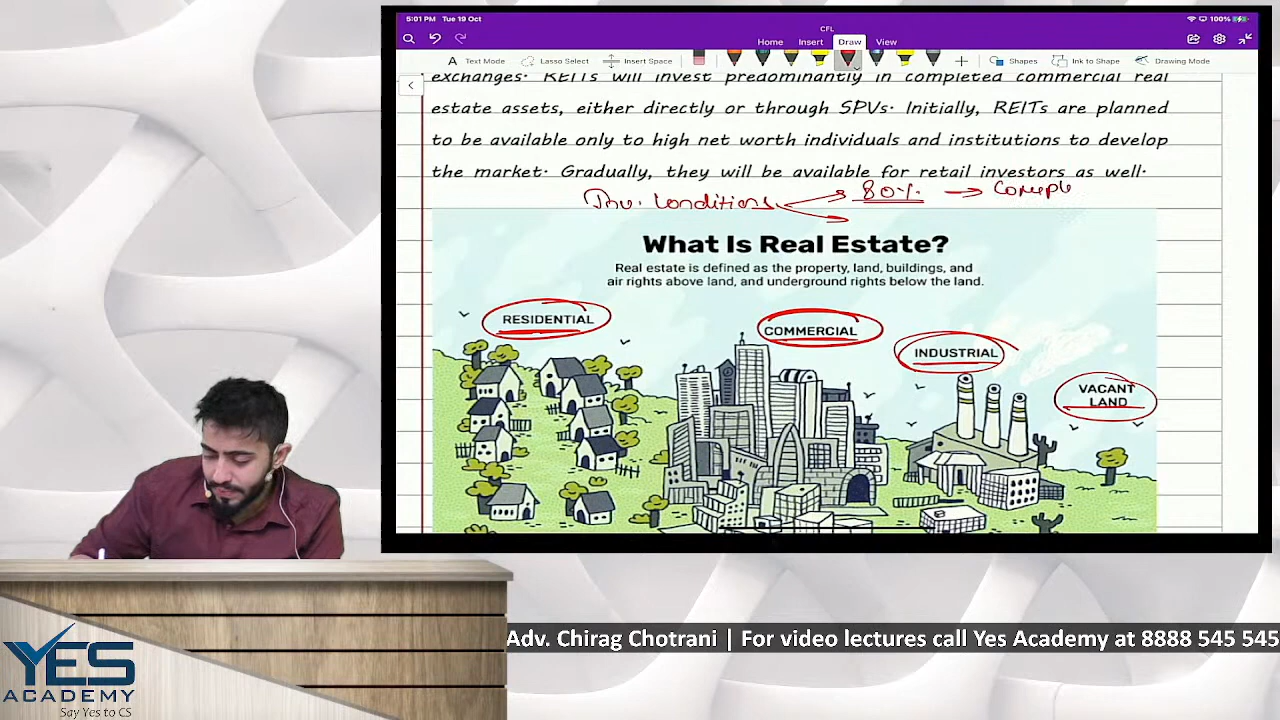 5:01 PM Tue 19 Oct
100%
CFL
Home Insert Draw View
Text Mode Lasso Select Insert Space Shapes Ink to Shape Drawing Mode
exchanges. REITs will invest predominantly in completed commercial real
estate assets, either directly or through SPVs. Initially, REITs are planned
to be available only to high net worth individuals and institutions to develop
the market. Gradually, they will be available for retail investors as well.
Inv. Conditions 80% → Comple
What Is Real Estate?
Real estate is defined as the property, land, buildings, and
air rights above land, and underground rights below the land.
RESIDENTIAL
COMMERCIAL
INDUSTRIAL
VACANT
LAND
Adv. Chirag Chotrani | For video lectures call Yes Academy at 8888 545 545
YES
ACADEMY
Say Yes to CS